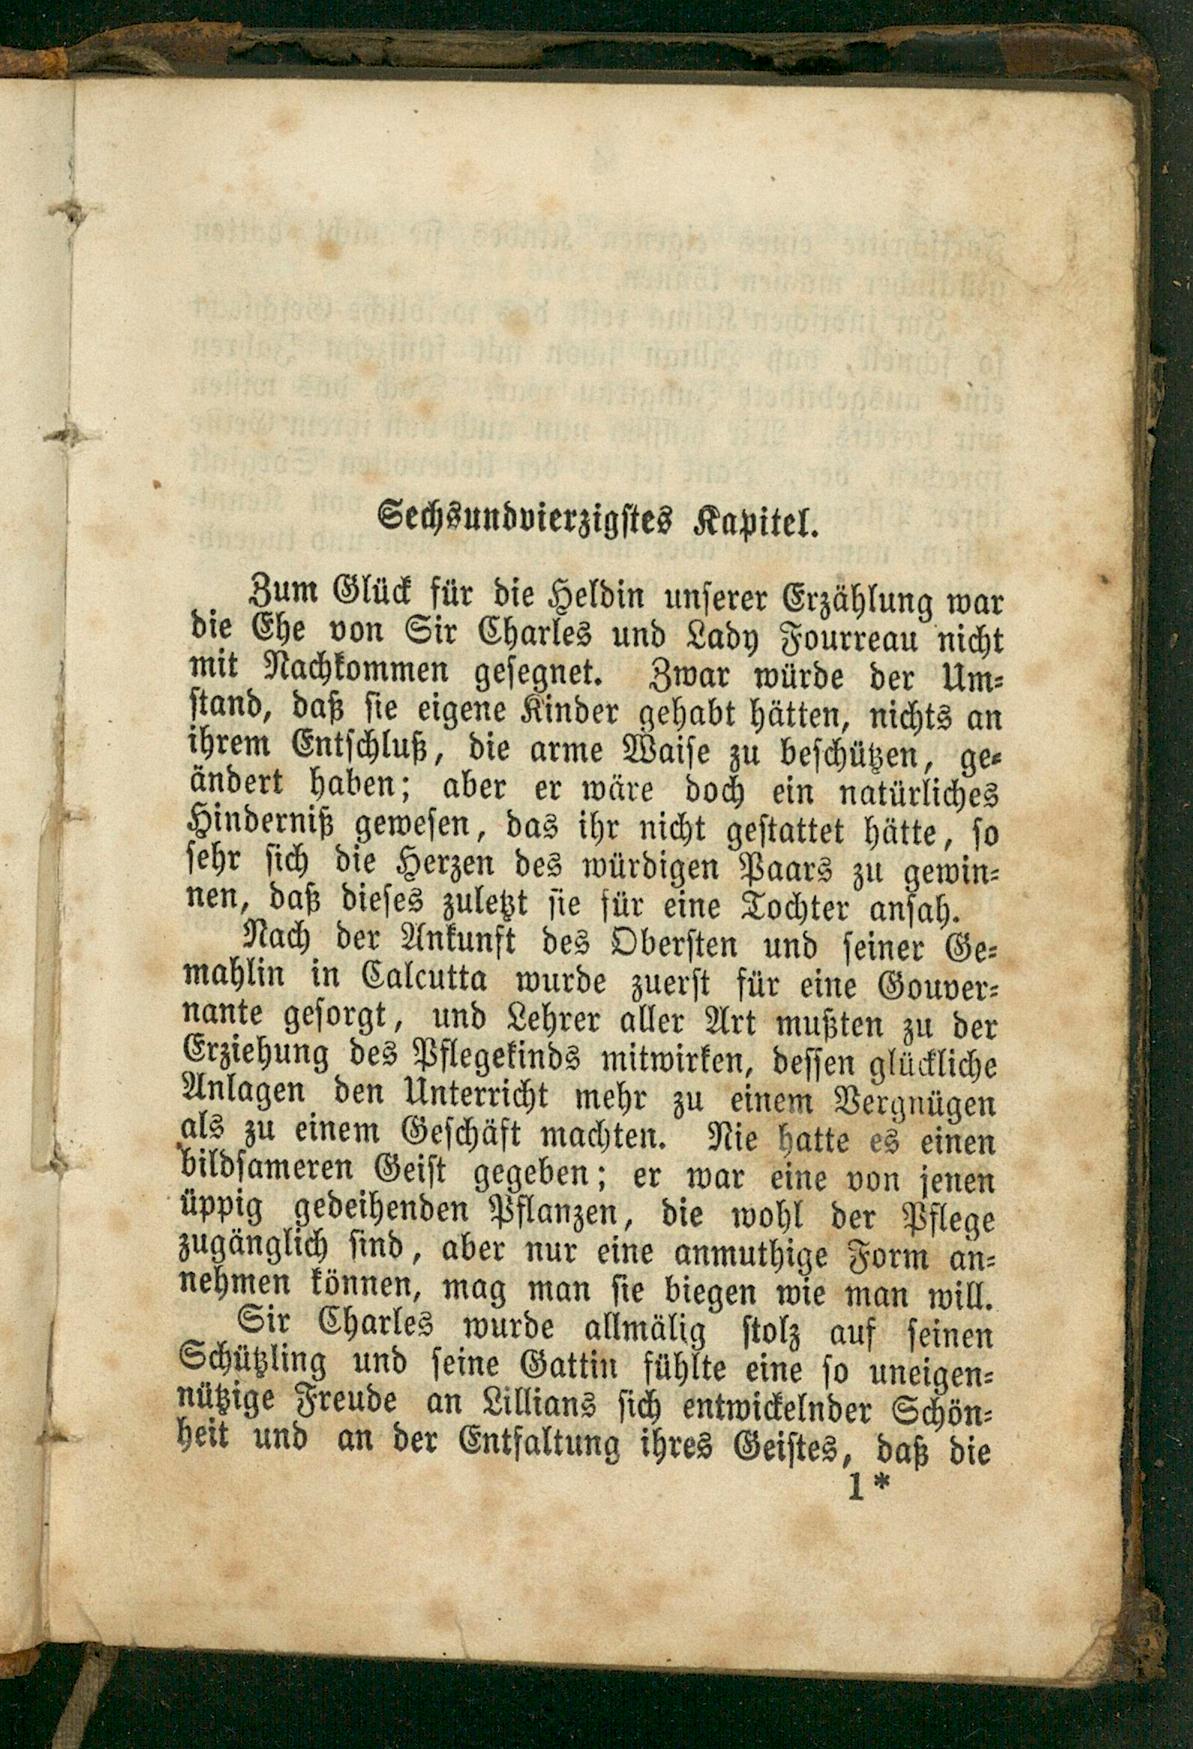 Sechsundvierzigstes Kapitel.
Zum Glück für die Heldin unserer Erzählung war
die Ehe von Sir Charles und Lady Fourreau nicht
mit Nachkommen gesegnet. Zwar würde der Um-
stand, daß sie eigene Kinder gehabt hätten, nichts an
ihrem Entschluß, die arme Waise zu beschützen, ge-
ändert haben; aber er wäre doch ein natürliches
Hinderniß gewesen, das ihr nicht gestattet hätte, so
sehr sich die Herzen des würdigen Paars zu gewin-
nen, daß dieses zuletzt sie für eine Tochter ansah.
Nach der Ankunft des Obersten und seiner Ge-
mahlin in Calcutta wurde zuerst für eine Gouver-
nante gesorgt, und Lehrer aller Art mußten zu der
Erziehung des Pflegekinds mitwirken, dessen glückliche
Anlagen den Unterricht mehr zu einem Vergnügen
als zu einem Geschäft machten. Nie hatte es einen
bildsameren Geist gegeben; er war eine von jenen
üppig gedeihenden Pflanzen, die wohl der Pflege
zugänglich sind, aber nur eine anmuthige Form an-
nehmen können, mag man sie biegen wie man will.
Sir Charles wurde allmälig stolz auf seinen
Schützling und seine Gattin fühlte eine so uneigen-
nützige Freude an Lillians sich entwickelnder Schön-
heit und an der Entfaltung ihres Geistes, daß die
1*